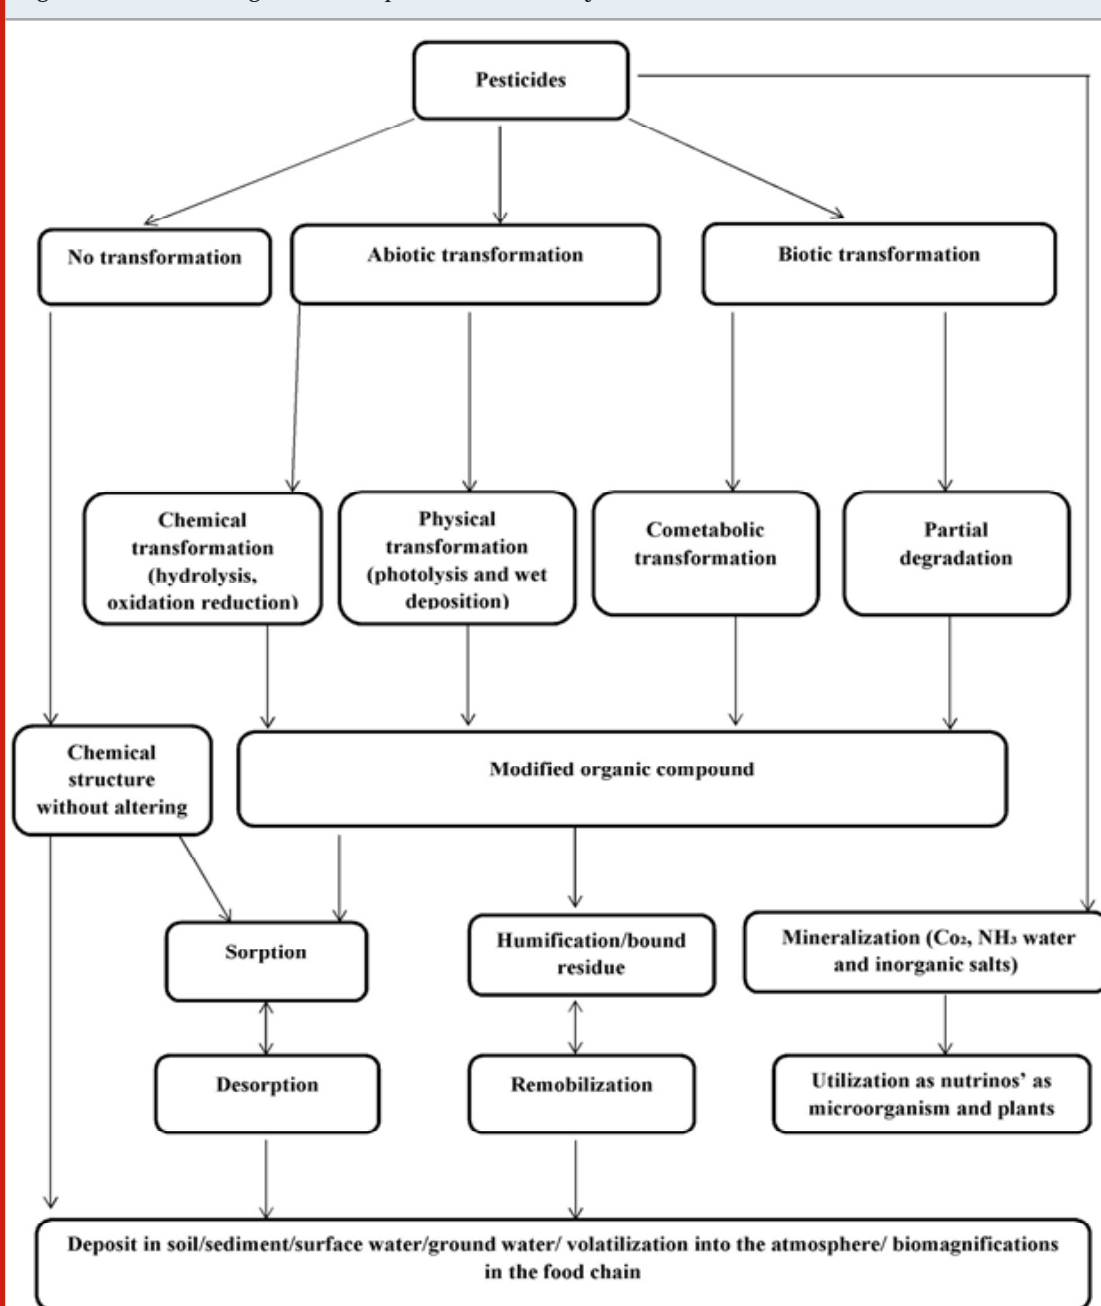 Pesticides
No transformation
Abiotic transformation
Biotic transformation
Chemical
transformation
(hydrolysis,
oxidation reduction)
Physical
transformation
(photolysis and wet
deposition)
Cometabolic
transformation
Partial
degradation
Chemical
structure
without altering
Modified organic compound
Sorption
Humification/bound
residue
Mineralization (Co₂, NH₃ water
and inorganic salts)
Desorption
Remobilization
Utilization as nutrinos’ as
microorganism and plants
Deposit in soil/sediment/surface water/ground water/ volatilization into the atmosphere/ biomagnifications
in the food chain